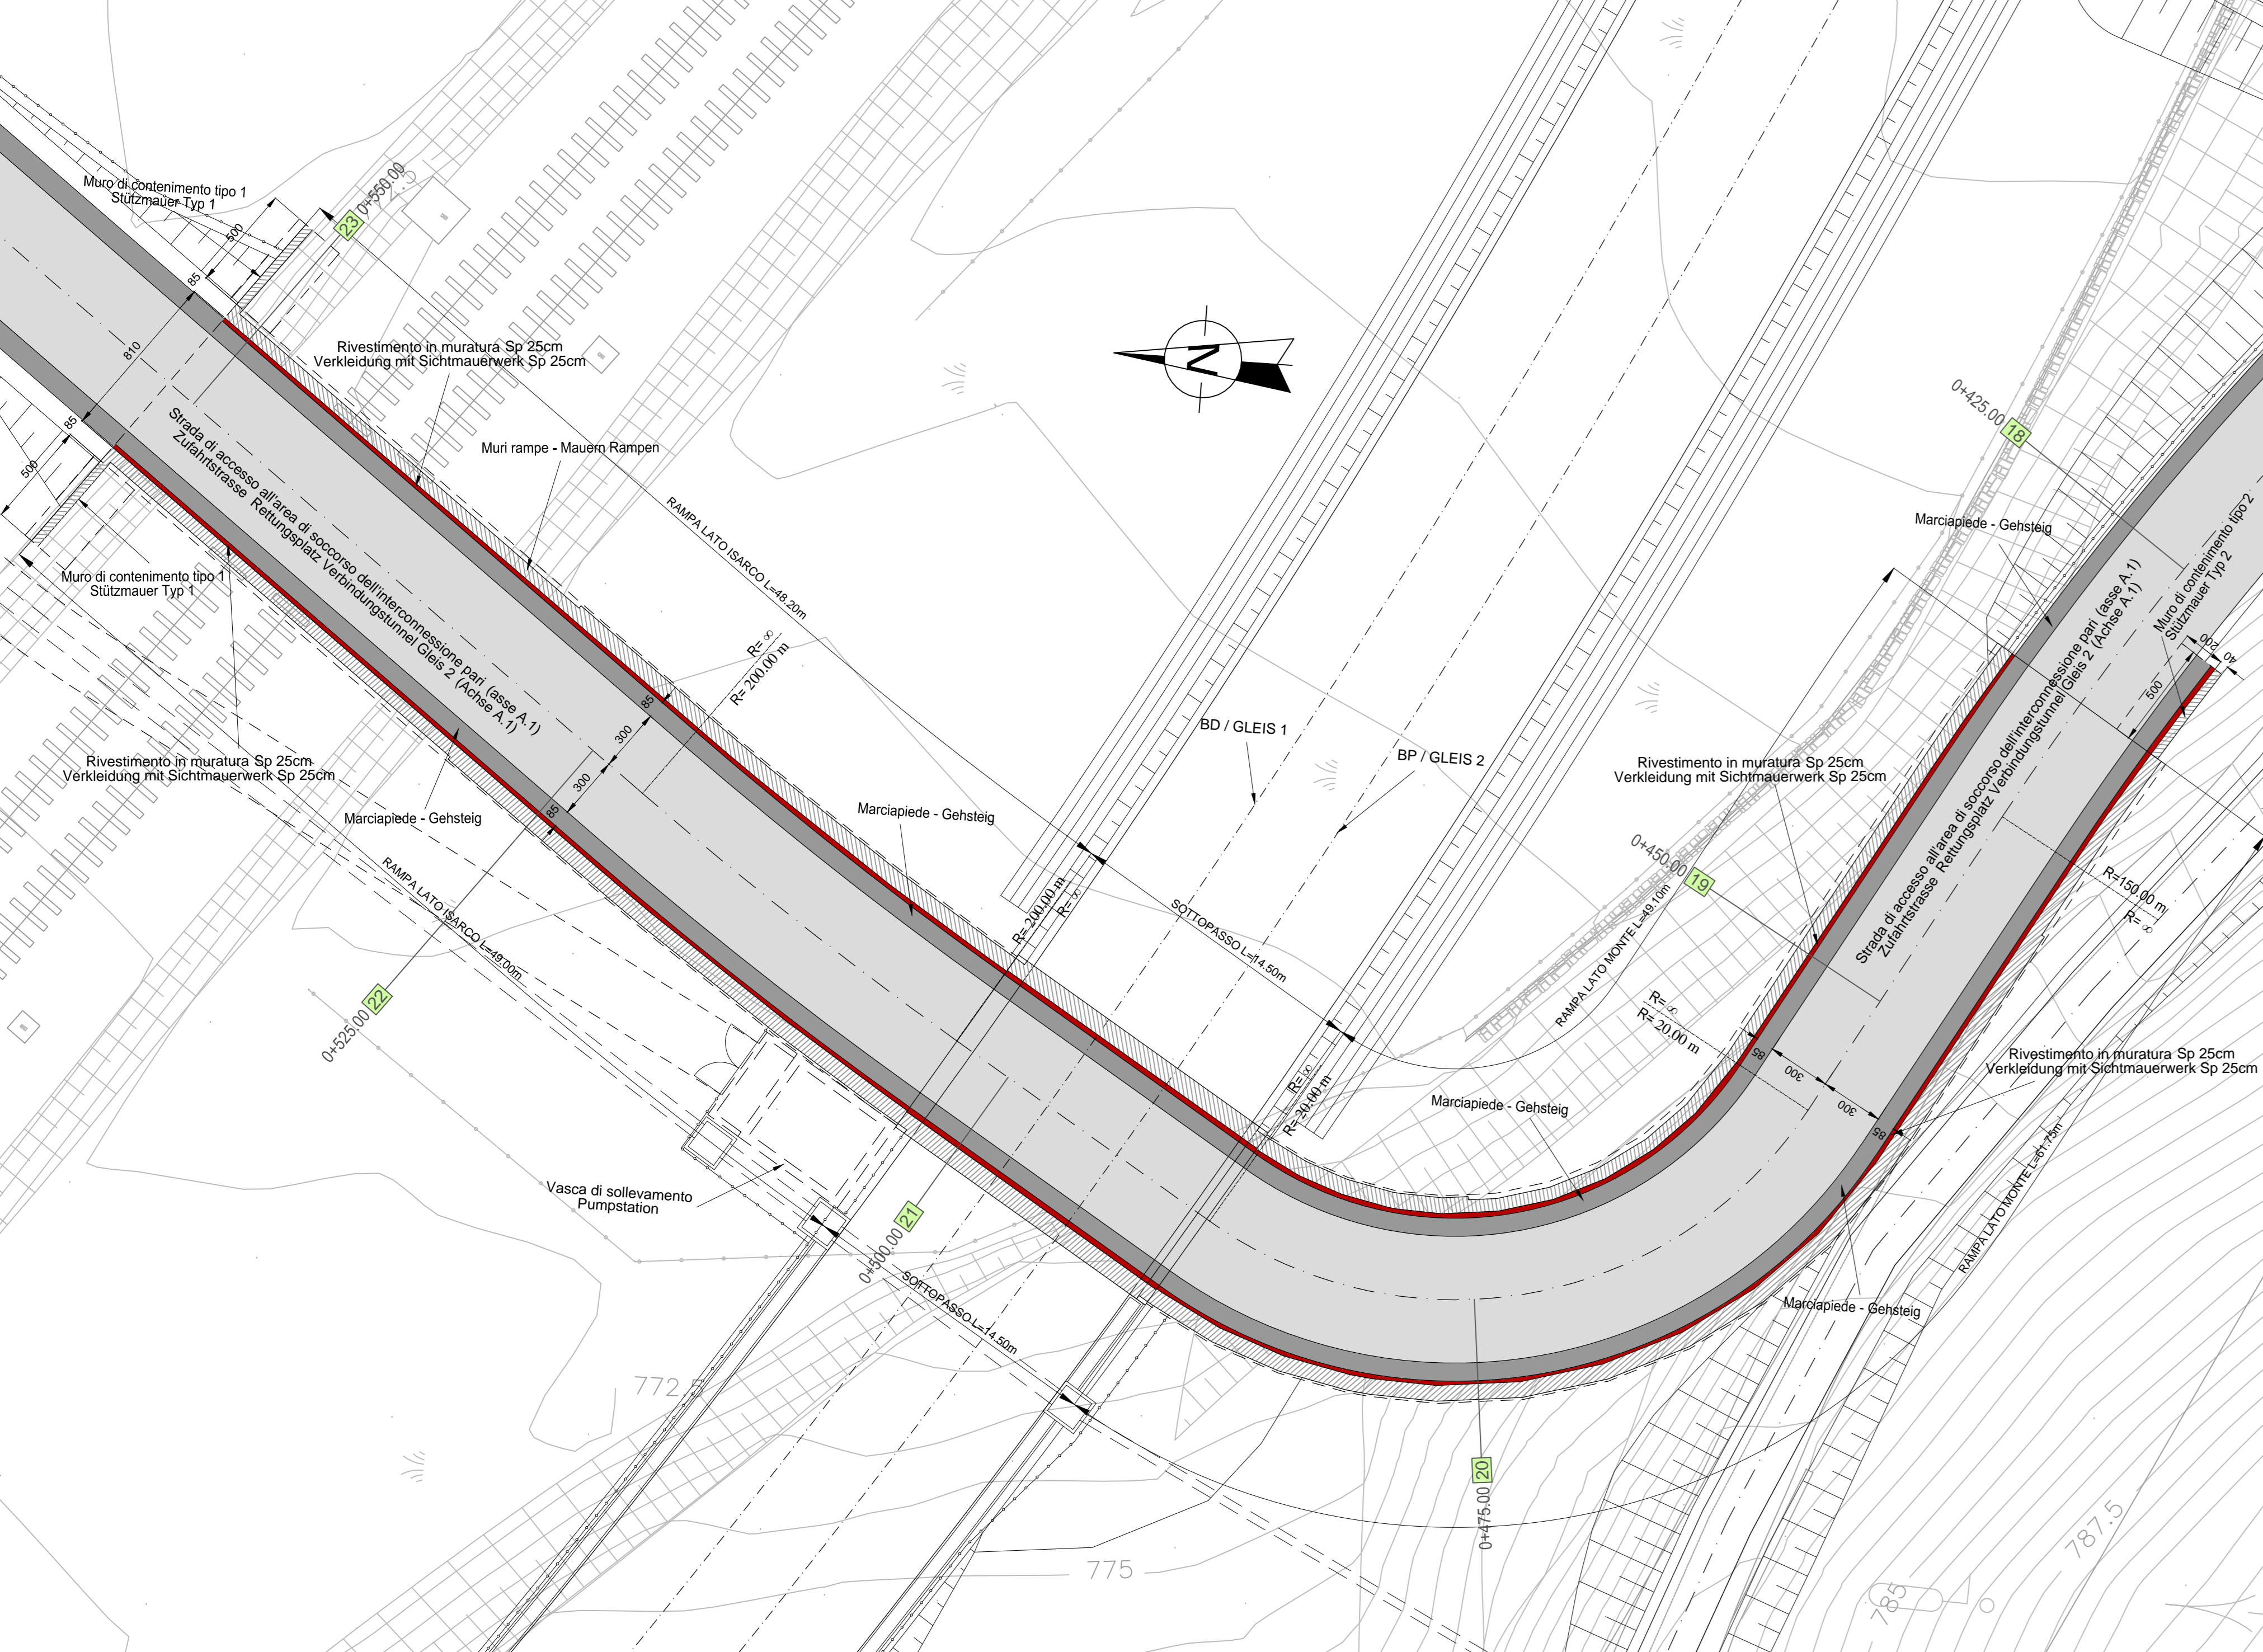 Muro di contenimento tipo 1
Stützmauer Typ 1
500
85
23
0+550.00
810
85
500
Rivestimento in muratura Sp 25cm
Verkleidung mit Sichtmauerwerk Sp 25cm
Muri rampe - Mauern Rampen
RAMPA LATO ISARCO L=48.20m
N
Strada di accesso all'area di soccorso dell'interconnessione pari (asse A.1)
Zufahrtstrasse Rettungsplatz Verbindungstunnel Gleis 2 (Achse A.1)
Muro di contenimento tipo 1
Stützmauer Typ 1
R= ∞
R= 200.00 m
85
300
300
85
Rivestimento in muratura Sp 25cm
Verkleidung mit Sichtmauerwerk Sp 25cm
Marciapiede - Gehsteig
RAMPA LATO ISARCO L=49.00m
22
0+525.00
Marciapiede - Gehsteig
BD / GLEIS 1
BP / GLEIS 2
R= 200.00 m
R= ∞
SOTTOPASSO L=14.50m
0+425.00
18
Marciapiede - Gehsteig
Muro di contenimento tipo 2
Stützmauer Typ 2
200
40
500
Strada di accesso all'area di soccorso dell'interconnessione pari (asse A.1)
Zufahrtstrasse Rettungsplatz Verbindungstunnel Gleis 2 (Achse A.1)
Rivestimento in muratura Sp 25cm
Verkleidung mit Sichtmauerwerk Sp 25cm
0+450.00
19
RAMPA LATO MONTE L=49.10m
R=150.00 m
R= ∞
R= ∞
R= 20.00 m
85
300
300
85
Rivestimento in muratura Sp 25cm
Verkleidung mit Sichtmauerwerk Sp 25cm
R= ∞
R= 20.00 m
Marciapiede - Gehsteig
RAMPA LATO MONTE L=61.75m
Vasca di sollevamento
Pumpstation
21
0+500.00
SOTTOPASSO L=14.50m
Marciapiede - Gehsteig
772.5
20
0+475.00
775
785
787.5